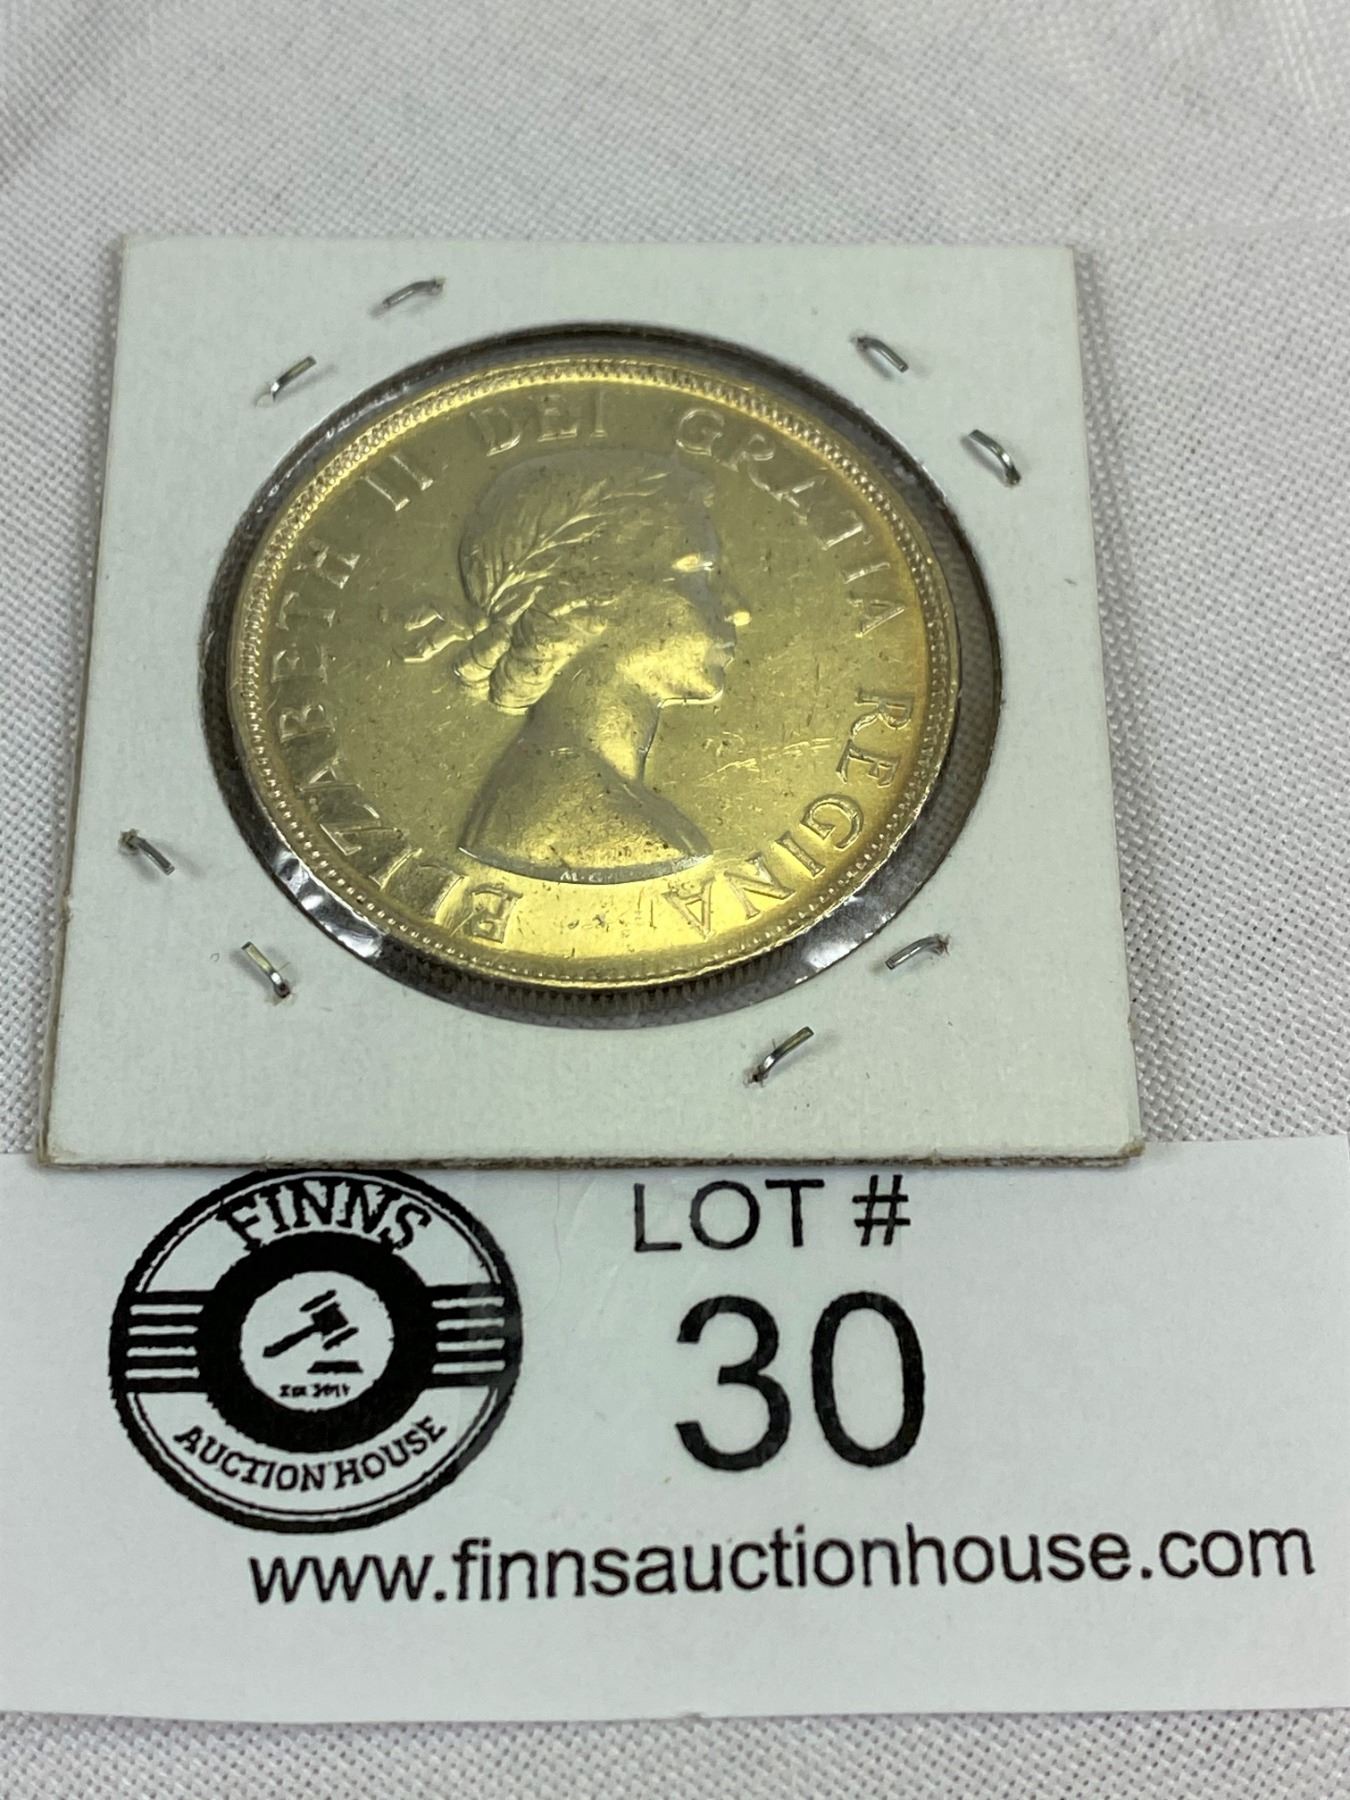 ELIZABETH II DEI GRATIA REGINA
FINNS
AUCTION HOUSE
LOT #
30
www.finnsauctionhouse.com